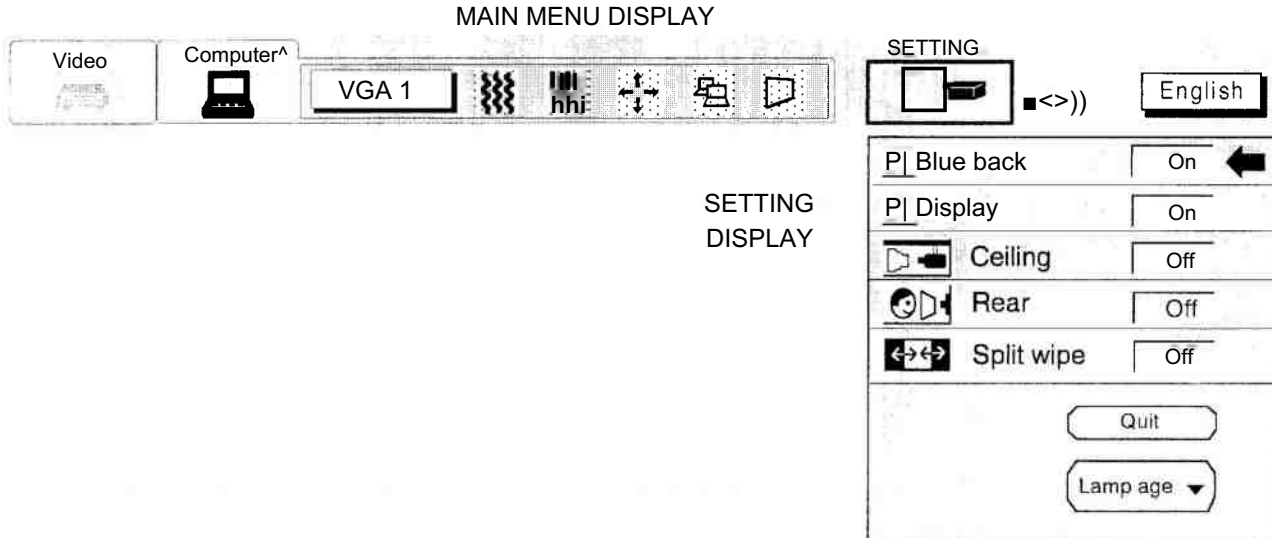 MAIN MENU DISPLAY
Video
Computer^
VGA 1
hhi
SETTING
■<>))
English
P| Blue back On
SETTING
DISPLAY
P| Display On
Ceiling Off
Rear Off
Split wipe Off
Quit
Lamp age ▼